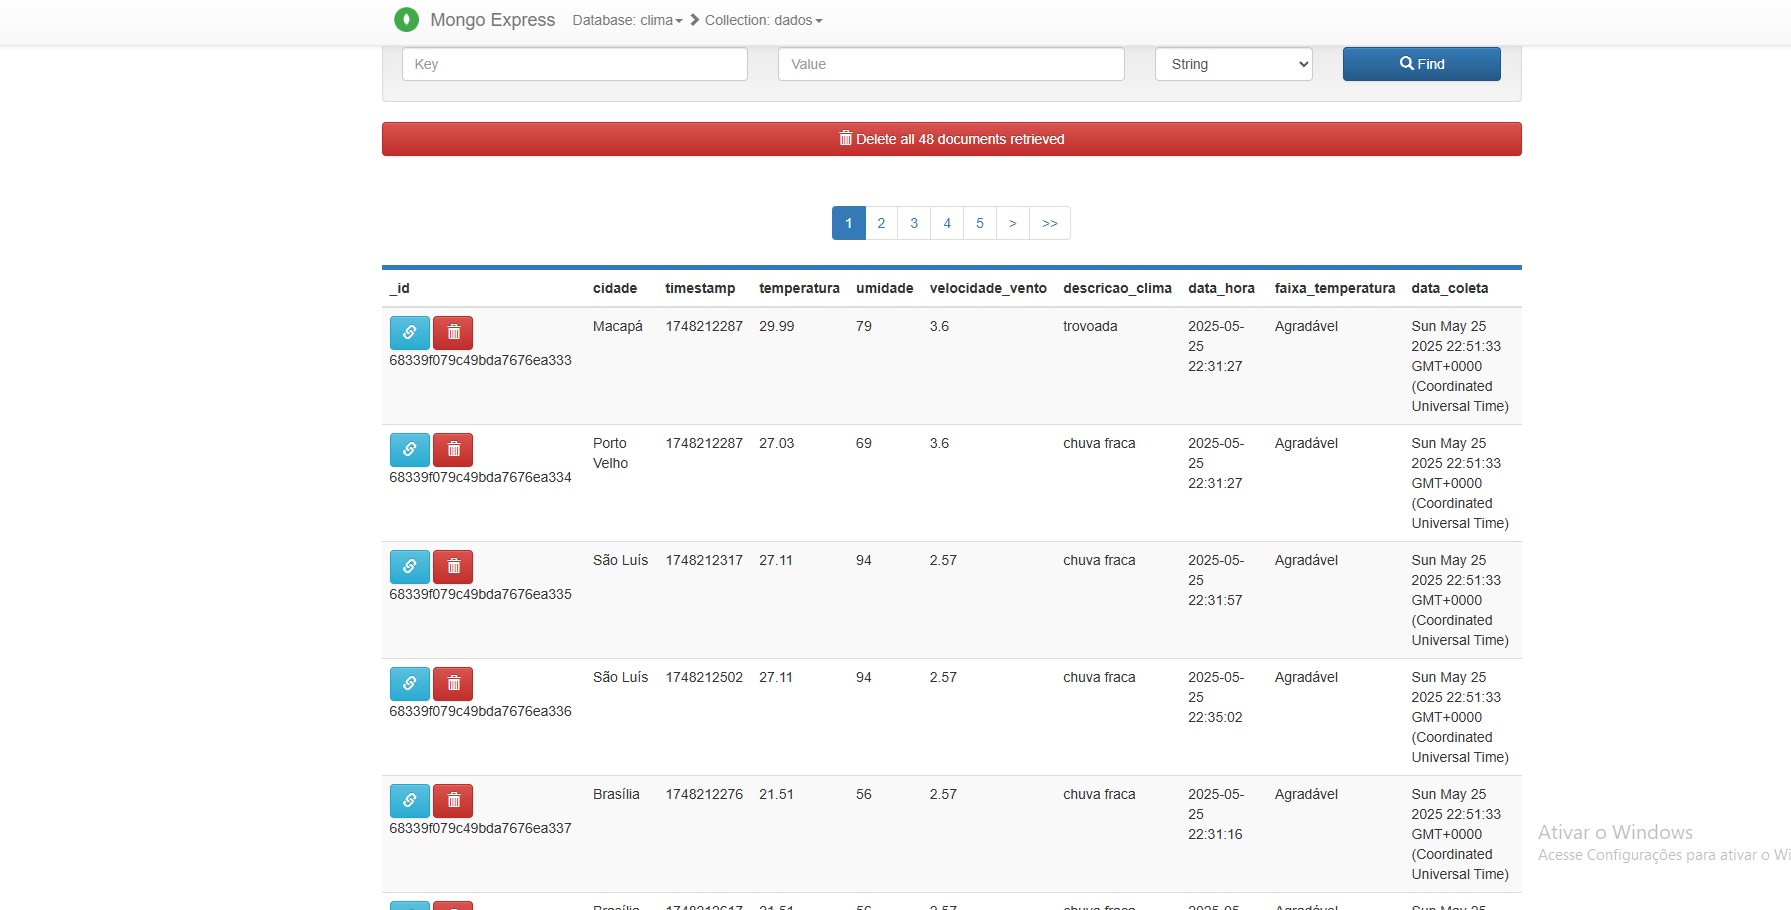 Mongo Express Database: clima Collection: dados
Key Value String Find
Delete all 48 documents retrieved
1 2 3 4 5 > >>
_id cidade timestamp temperatura umidade velocidade_vento descricao_clima data_hora faixa_temperatura data_coleta
Macapá 1748212287 29.99 79 3.6 trovoada 2025-05- Agradável Sun May 25
25 2025 22:51:33
68339f079c49bda7676ea333 22:31:27 GMT+0000
(Coordinated
Universal Time)
Porto 1748212287 27.03 69 3.6 chuva fraca 2025-05- Agradável Sun May 25
Velho 25 2025 22:51:33
68339f079c49bda7676ea334 22:31:27 GMT+0000
(Coordinated
Universal Time)
São Luís 1748212317 27.11 94 2.57 chuva fraca 2025-05- Agradável Sun May 25
25 2025 22:51:33
68339f079c49bda7676ea335 22:31:57 GMT+0000
(Coordinated
Universal Time)
São Luís 1748212502 27.11 94 2.57 chuva fraca 2025-05- Agradável Sun May 25
25 2025 22:51:33
68339f079c49bda7676ea336 22:35:02 GMT+0000
(Coordinated
Universal Time)
Brasília 1748212276 21.51 56 2.57 chuva fraca 2025-05- Agradável Sun May 25
25 2025 22:51:33
68339f079c49bda7676ea337 22:31:16 GMT+0000
(Coordinated
Universal Time)
Ativar o Windows
Acesse Configurações para ativar o
Brasília 1748212617 21.51 56 2.57 chuva fraca 2025-05- Agradável Sun May 25